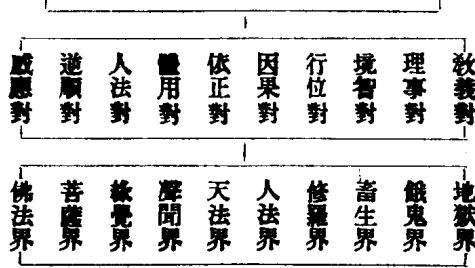 敎義對
理事對
境智對
行位對
因果對
依正對
體用對
人法對
逆順對
感應對
地獄界
餓鬼界
畜生界
修羅界
人法界
天法界
聲聞界
緣覺界
菩薩界
佛法界